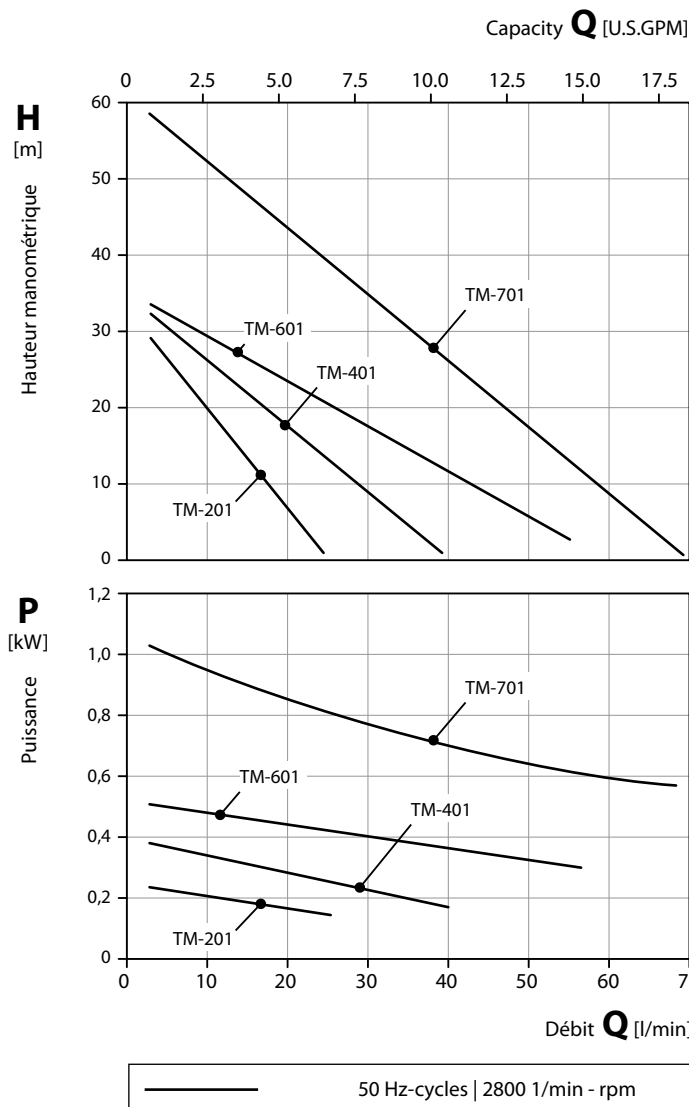 Capacity Q [U.S.GPM]
0 2.5 5.0 7.5 10.0 12.5 15.0 17.5
H
[m]
Hauteur manométrique
60
50
40
30
20
10
0
TM-701
TM-601
TM-401
TM-201
P
[kW]
Puissance
1,2
1,0
0,8
0,6
0,4
0,2
0
TM-701
TM-601
TM-401
TM-201
0 10 20 30 40 50 60 7
Débit Q [l/min]
50 Hz-cycles | 2800 1/min - rpm